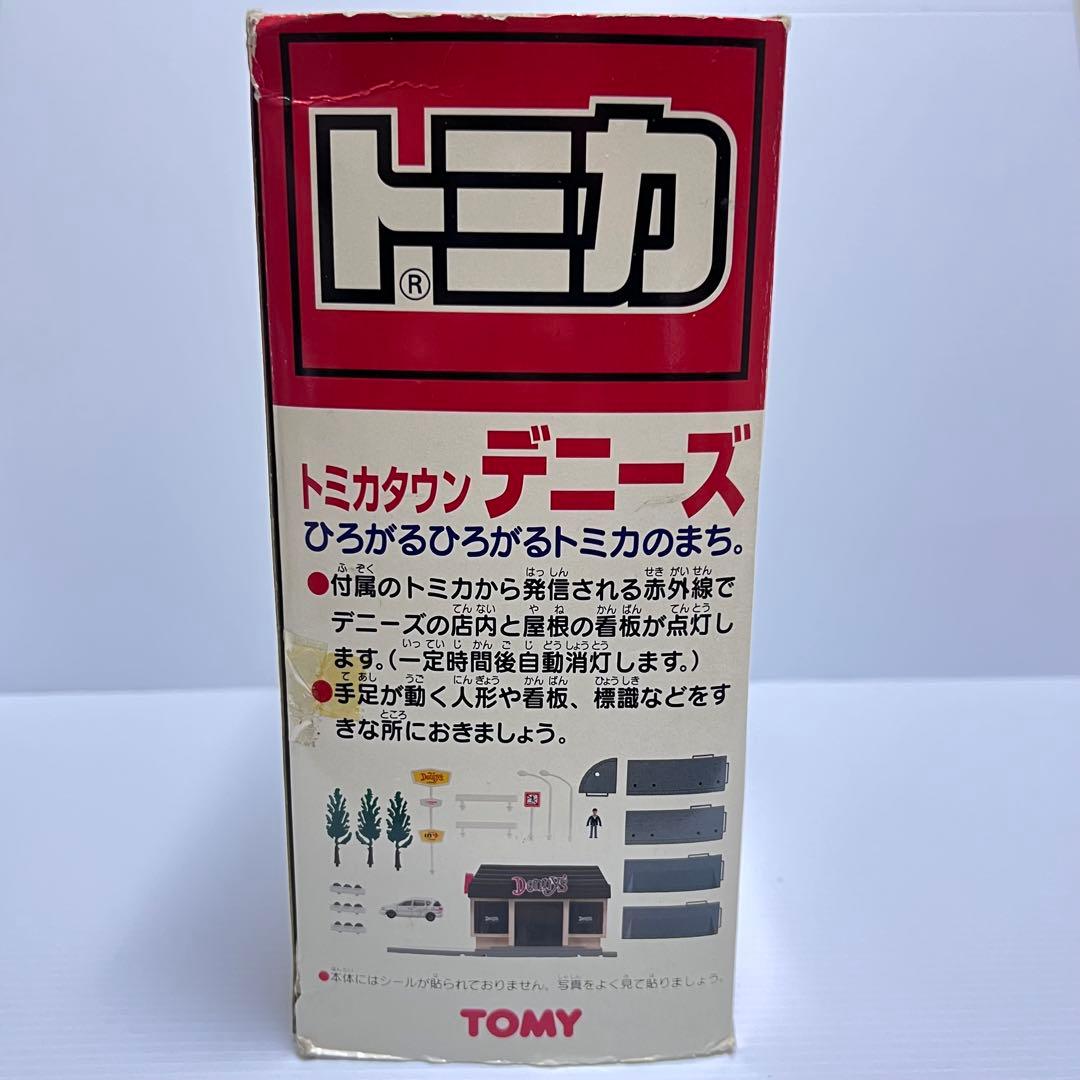 トミカ®
トミカタウン デニーズ
ひろがるひろがるトミカのまち。
●付属のトミカから発信される赤外線で
デニーズの店内と屋根の看板が点灯し
ます。(一定時間後自動消灯します。)
●手足が動く人形や看板、標識などをす
きな所におきましょう。
Denny's
Denny's
●本体にはシールが貼られておりません。写真をよく見て貼りましょう。
TOMY